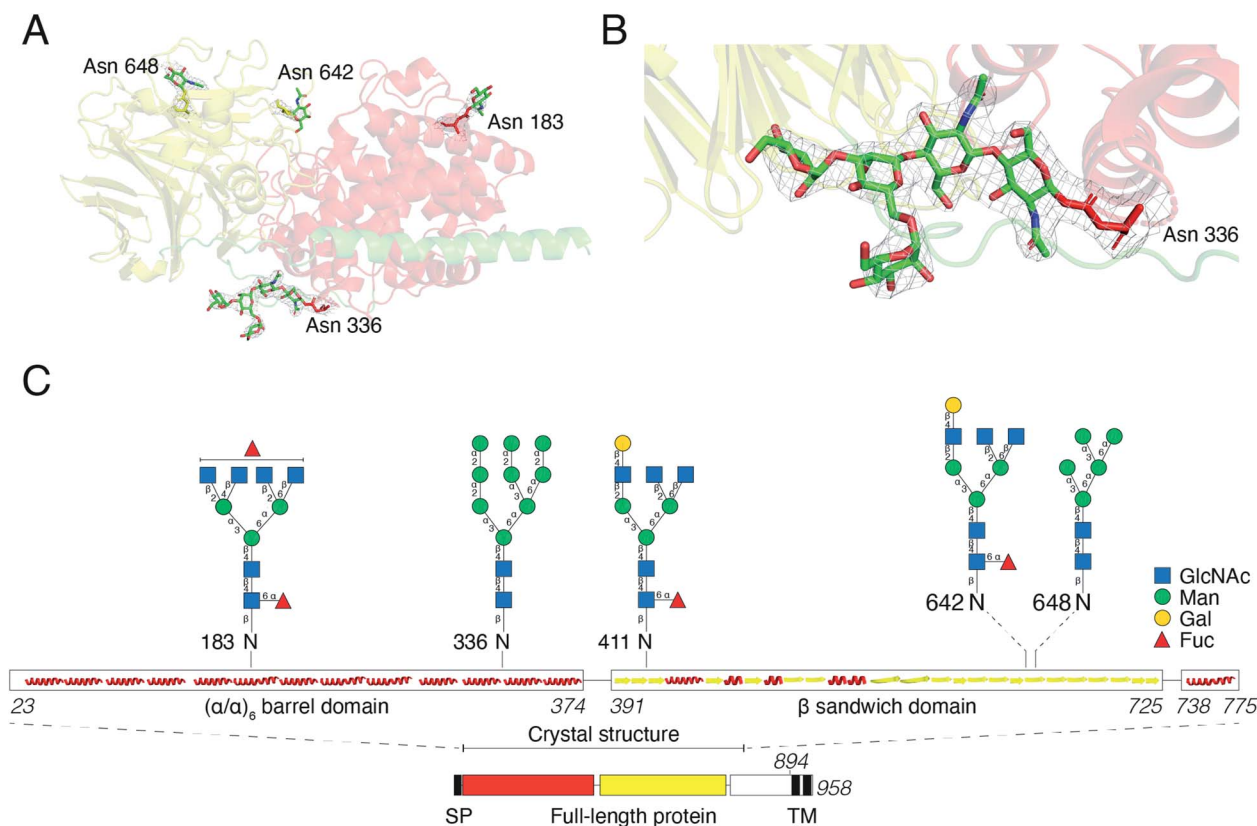 A
B
Asn 648
Asn 642
Asn 183
Asn 336
Asn 336
C
β 2
β 4
β 2
β 6
α 3
α 6
β 4
β 4
6 α
β
183 N
α 2
α 2
α 2
α 2
α 3
α 6
α 3
α 6
β 4
β 4
β
336 N
β 4
β 2
β 2
β 6
α 3
α 6
β 4
β 4
6 α
β
411 N
β 4
β 2
β 2
β 6
α 3
α 6
β 4
β 4
6 α
β
642 N
α 3
α 6
α 3
α 6
β 4
β 4
β
648 N
GlcNAc
Man
Gal
Fuc
23 (α/α)6 barrel domain 374 391 β sandwich domain 725 738 775
Crystal structure
894
958
SP Full-length protein TM